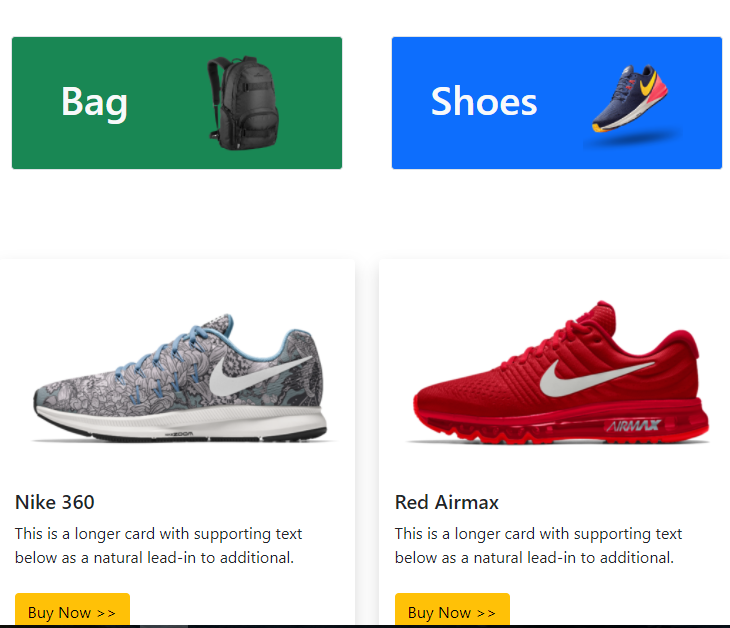 Bag
Shoes
ZOOM
AIRMAX
Nike 360
Red Airmax
This is a longer card with supporting text
below as a natural lead-in to additional.
This is a longer card with supporting text
below as a natural lead-in to additional.
Buy Now >>
Buy Now >>